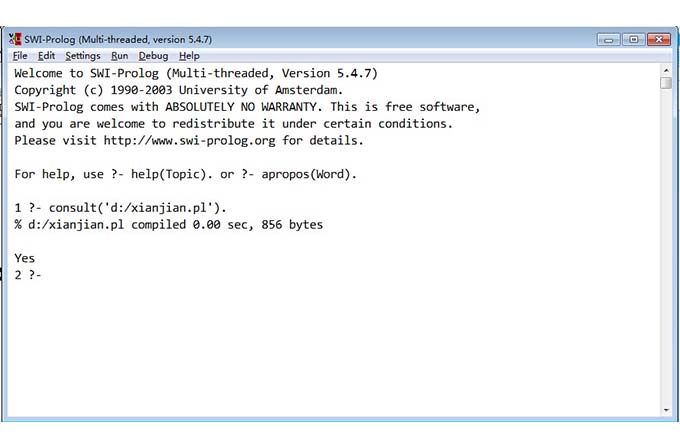 SWI-Prolog (Multi-threaded, version 5.4.7)
File Edit Settings Run Debug Help
Welcome to SWI-Prolog (Multi-threaded, Version 5.4.7)
Copyright (c) 1990-2003 University of Amsterdam.
SWI-Prolog comes with ABSOLUTELY NO WARRANTY. This is free software,
and you are welcome to redistribute it under certain conditions.
Please visit http://www.swi-prolog.org for details.
For help, use ?- help(Topic). or ?- apropos(Word).
1 ?- consult('d:/xianjian.pl').
% d:/xianjian.pl compiled 0.00 sec, 856 bytes
Yes
2 ?-